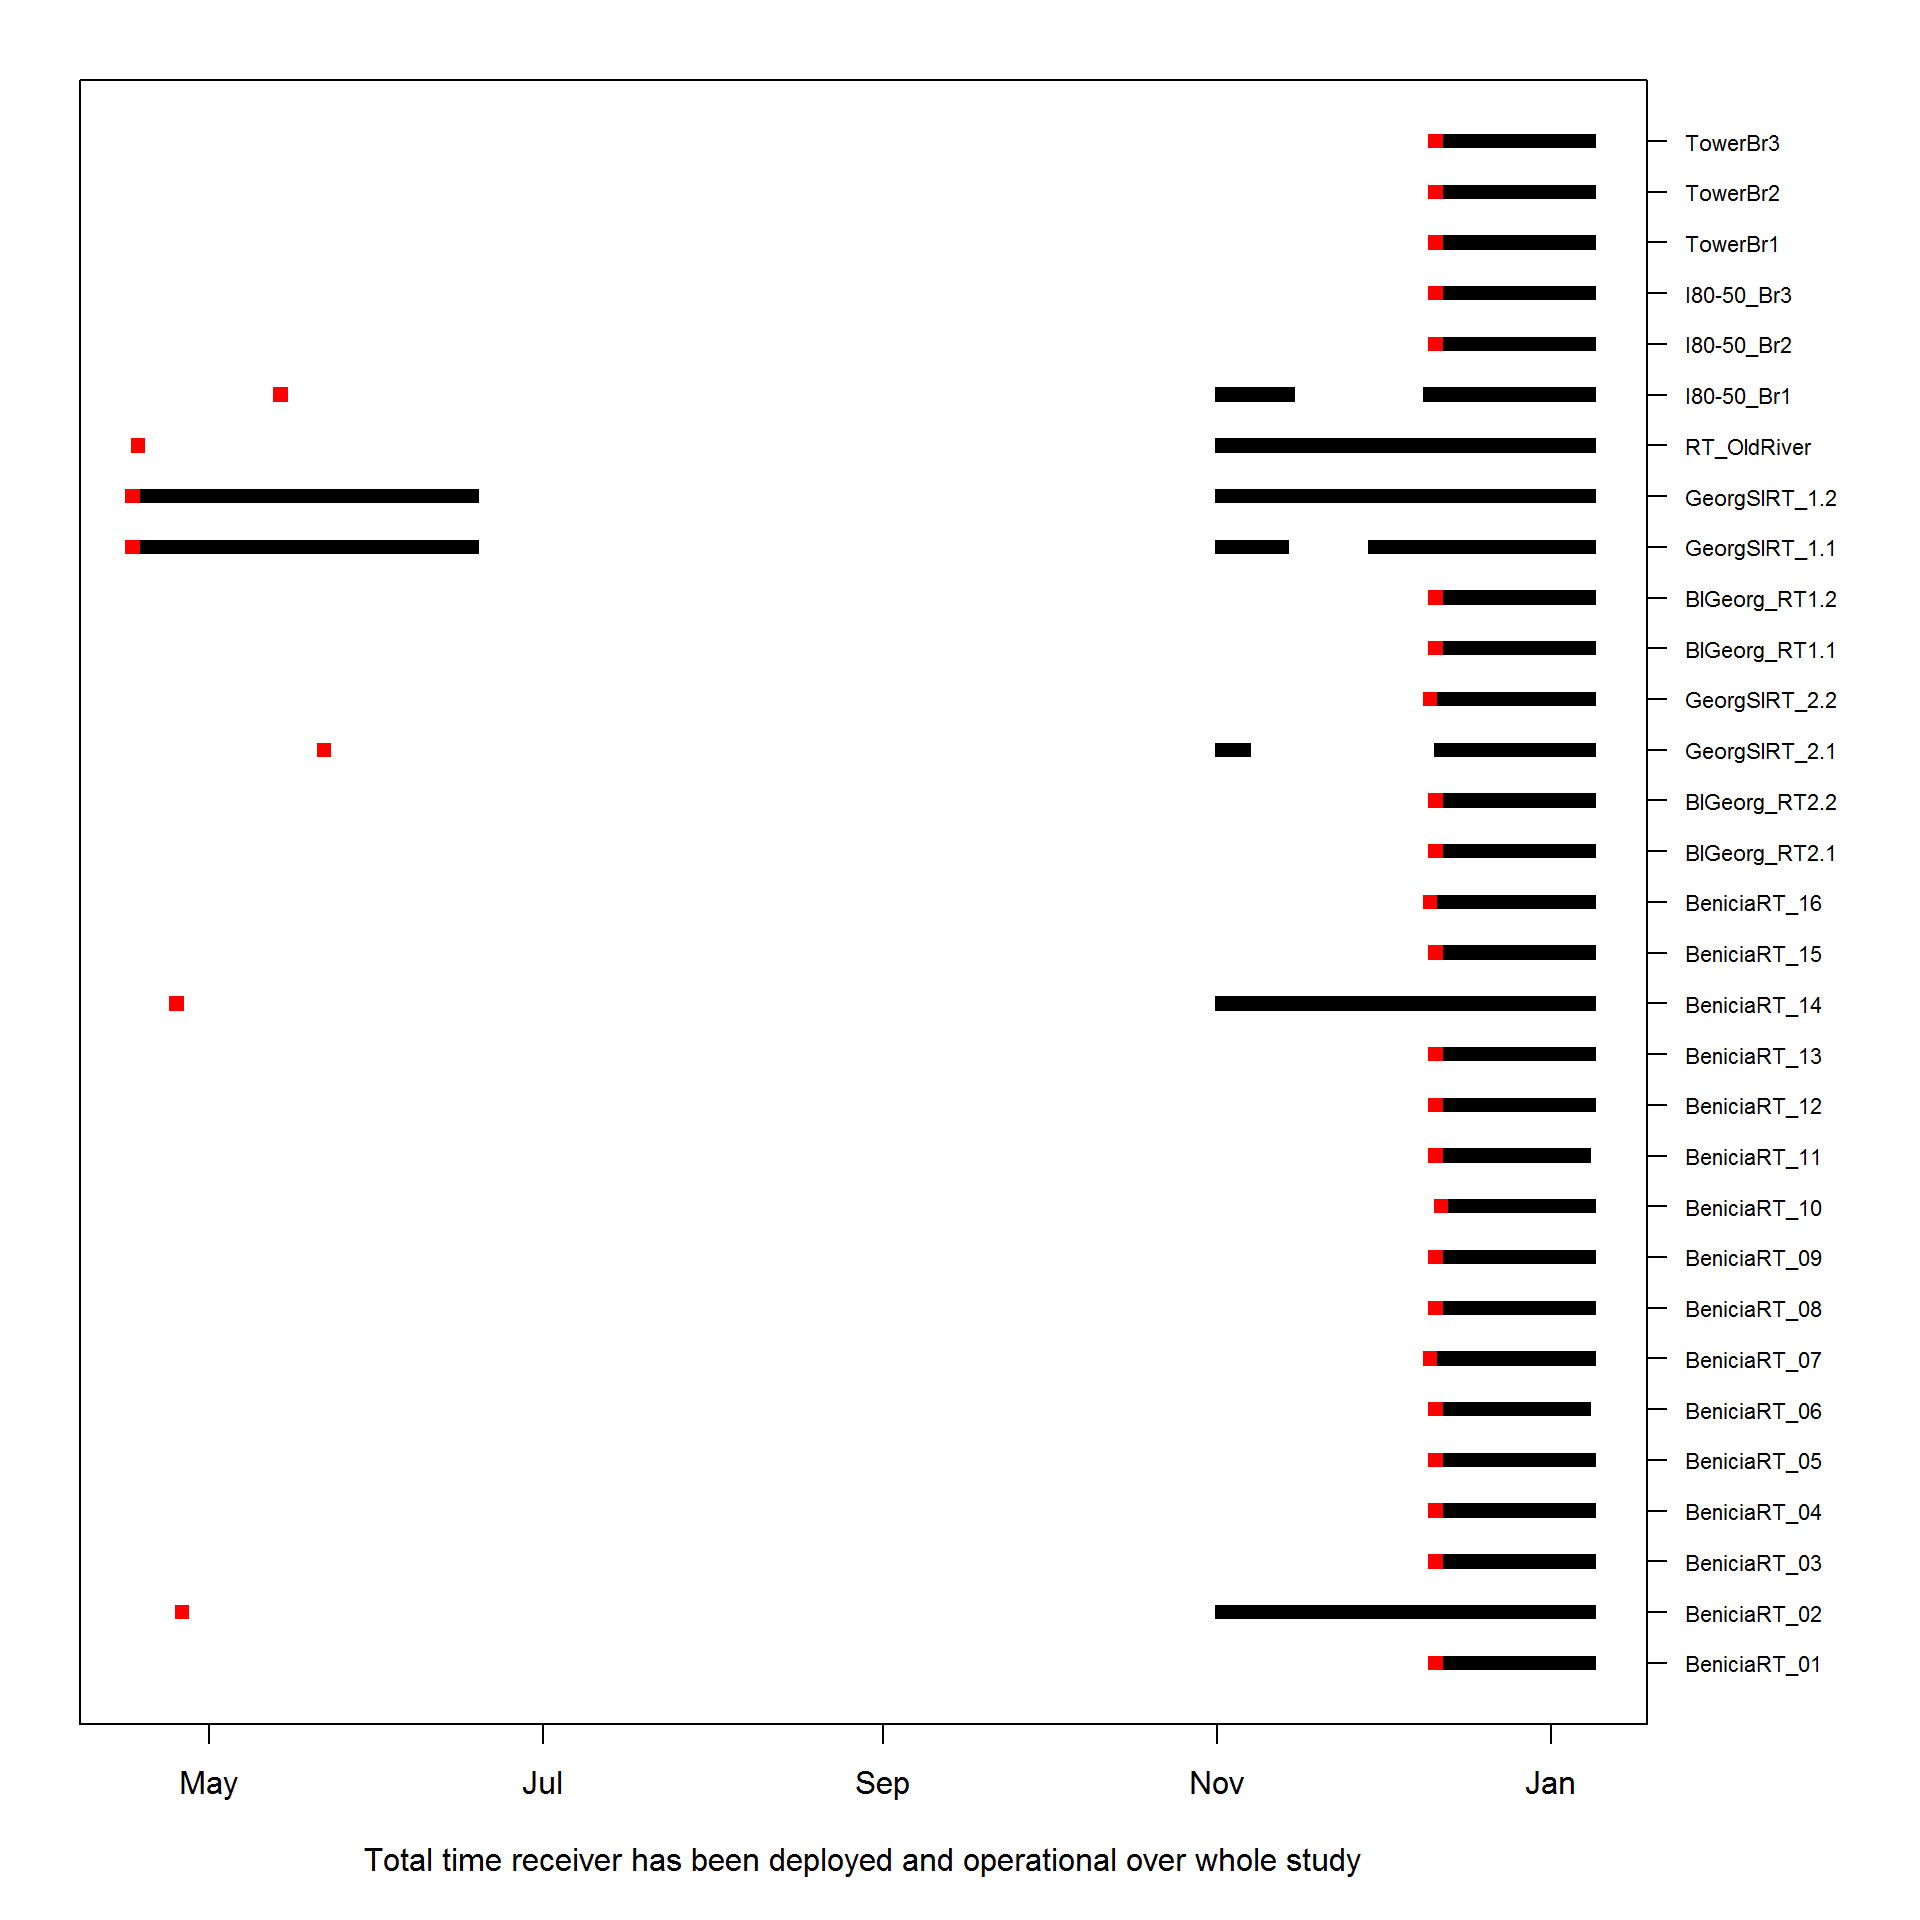 TowerBr3
TowerBr2
TowerBr1
I80-50_Br3
I80-50_Br2
I80-50_Br1
RT_OldRiver
GeorgSlRT_1.2
GeorgSlRT_1.1
BlGeorg_RT1.2
BlGeorg_RT1.1
GeorgSlRT_2.2
GeorgSlRT_2.1
BlGeorg_RT2.2
BlGeorg_RT2.1
BeniciaRT_16
BeniciaRT_15
BeniciaRT_14
BeniciaRT_13
BeniciaRT_12
BeniciaRT_11
BeniciaRT_10
BeniciaRT_09
BeniciaRT_08
BeniciaRT_07
BeniciaRT_06
BeniciaRT_05
BeniciaRT_04
BeniciaRT_03
BeniciaRT_02
BeniciaRT_01
May Jul Sep Nov Jan
Total time receiver has been deployed and operational over whole study